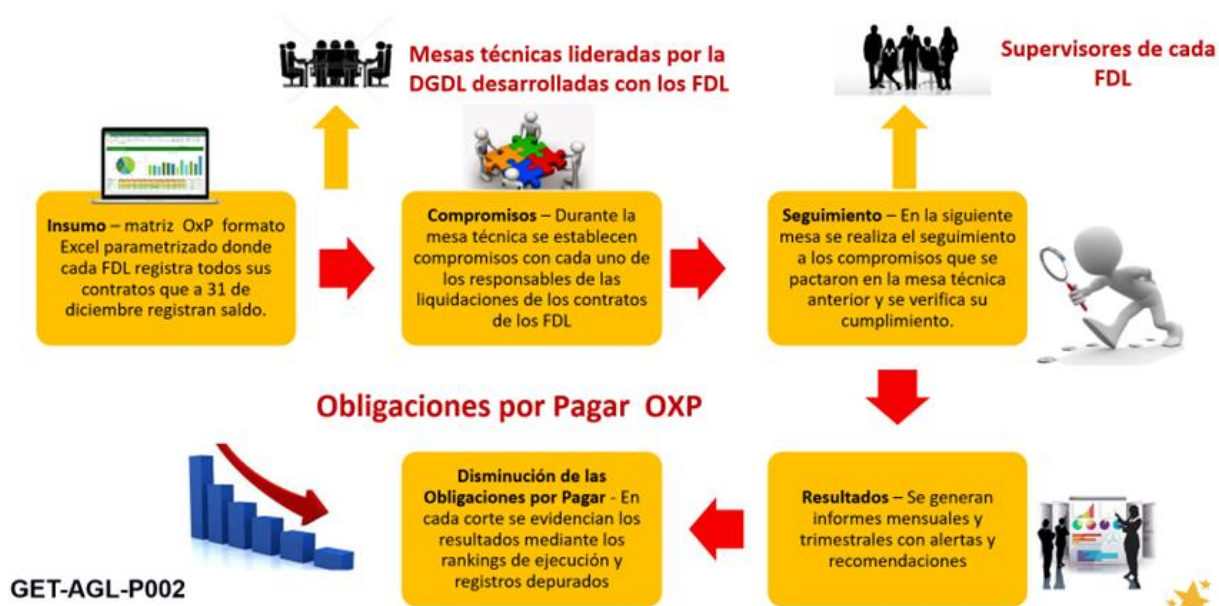 Mesas técnicas lideradas por la
DGDL desarrolladas con los FDL
Supervisores de cada
FDL
Insumo – matriz OxP formato
Excel parametrizado donde
cada FDL registra todos sus
contratos que a 31 de
diciembre registran saldo.
Compromisos – Durante la
mesa técnica se establecen
compromisos con cada uno de
los responsables de las
liquidaciones de los contratos
de los FDL
Seguimiento – En la siguiente
mesa se realiza el seguimiento
a los compromisos que se
pactaron en la mesa técnica
anterior y se verifica su
cumplimiento.
Obligaciones por Pagar OXP
Disminución de las
Obligaciones por Pagar - En
cada corte se evidencian los
resultados mediante los
rankings de ejecución y
registros depurados
Resultados – Se generan
informes mensuales y
trimestrales con alertas y
recomendaciones
GET-AGL-P002